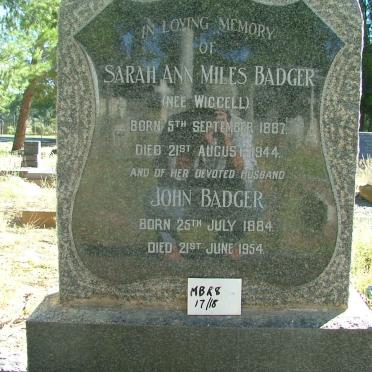 IN LOVING MEMORY
OF
SARAH ANN MILES BADGER
(NEE WIGGELL)
BORN 5TH SEPTEMBER 1887.
DIED 21ST AUGUST 1944.
AND OF HER DEVOTED HUSBAND
JOHN BADGER
BORN 25TH JULY 1884.
DIED 21ST JUNE 1954.
MBR8
17/18